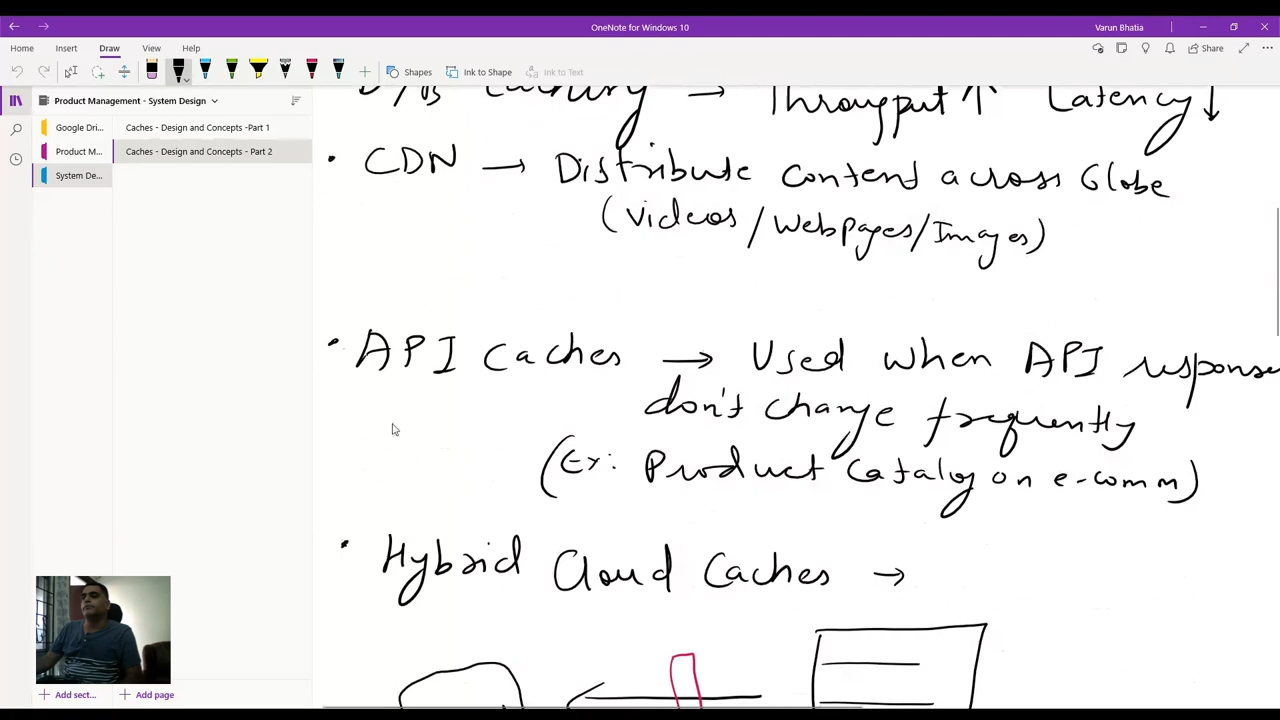 OneNote for Windows 10
Varun Bhatia
Home Insert Draw View Help
Share
Shapes Ink to Shape Ink to Text
Product Management - System Design
Google Dri... Caches - Design and Concepts -Part 1
Product M... Caches - Design and Concepts - Part 2
System De...
D/B Caching → Throughput ↑ Latency ↓
• CDN → Distribute content across Globe
(Videos/Webpages/Images)
• API Caches → Used when API response
don't change frequently
(Ex: Product Catalog on e-comm)
• Hybrid Cloud Caches →
+ Add sect... + Add page